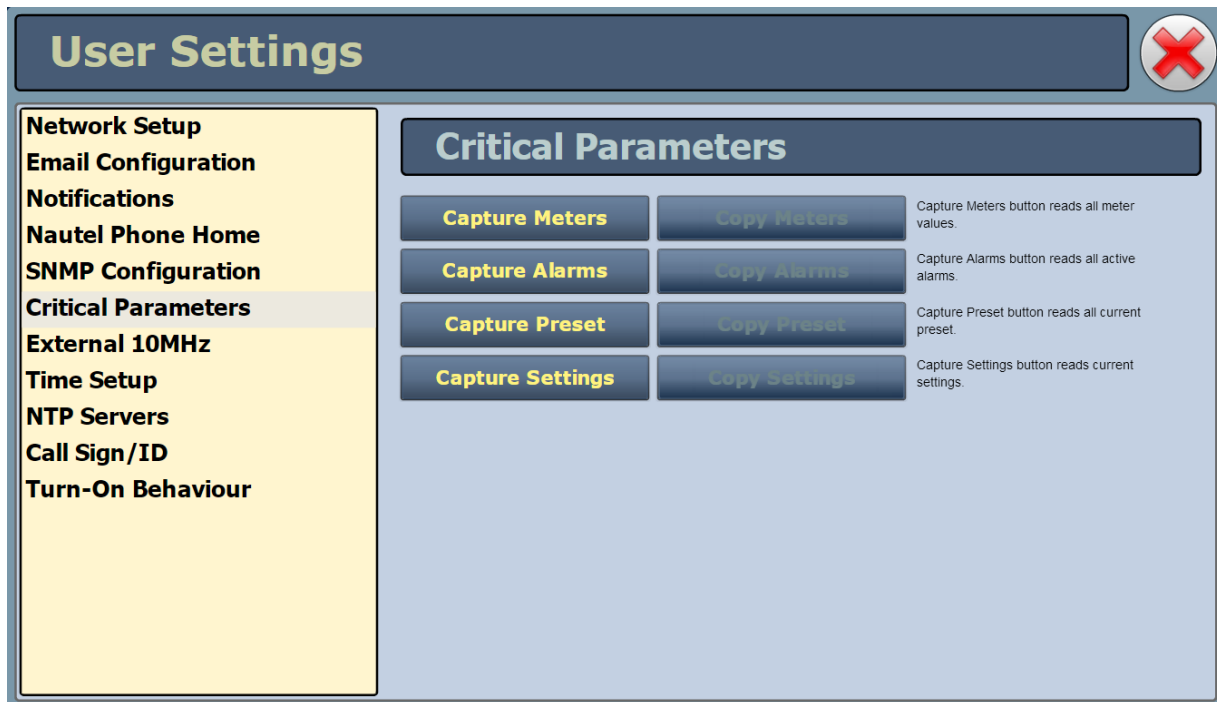 User Settings
Network Setup
Email Configuration
Notifications
Nautel Phone Home
SNMP Configuration
Critical Parameters
External 10MHz
Time Setup
NTP Servers
Call Sign/ID
Turn-On Behaviour
Critical Parameters
Capture Meters
Copy Meters
Capture Meters button reads all meter
values.
Capture Alarms
Copy Alarms
Capture Alarms button reads all active
alarms.
Capture Preset
Copy Preset
Capture Preset button reads all current
preset.
Capture Settings
Copy Settings
Capture Settings button reads current
settings.